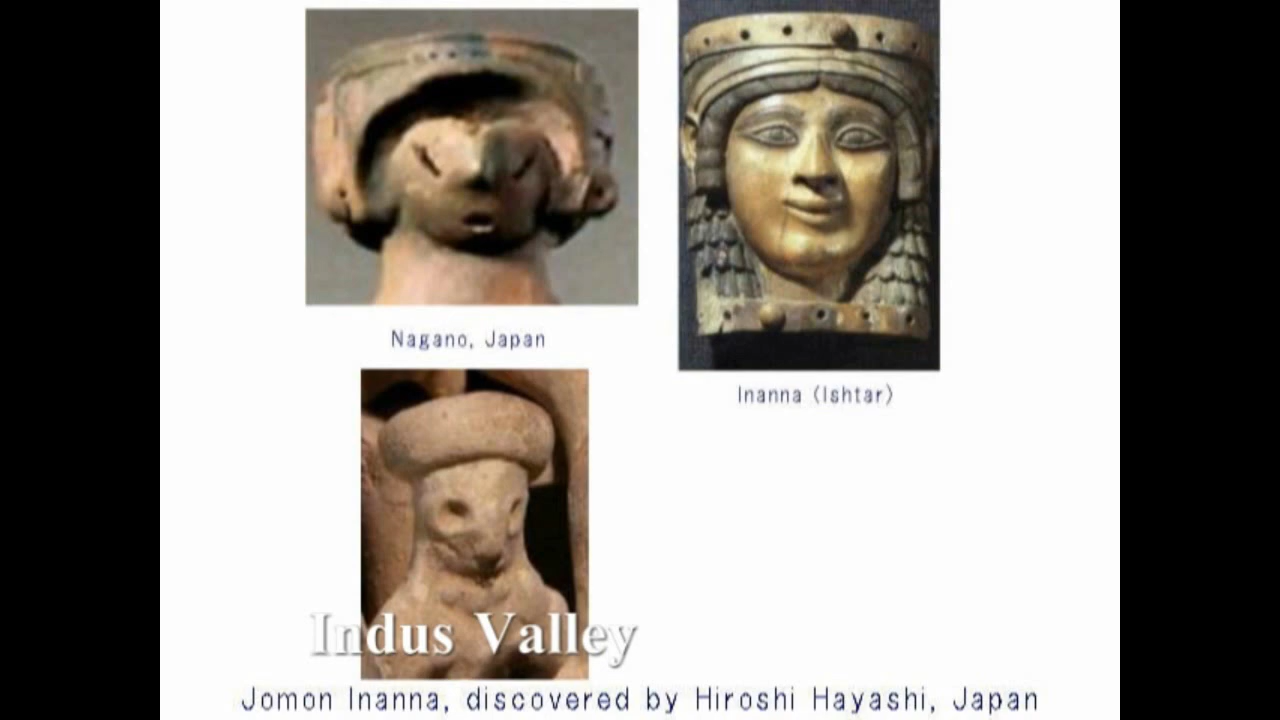 Nagano, Japan
Inanna (Ishtar)
Indus Valley
Jomon Inanna, discovered by Hiroshi Hayashi, Japan